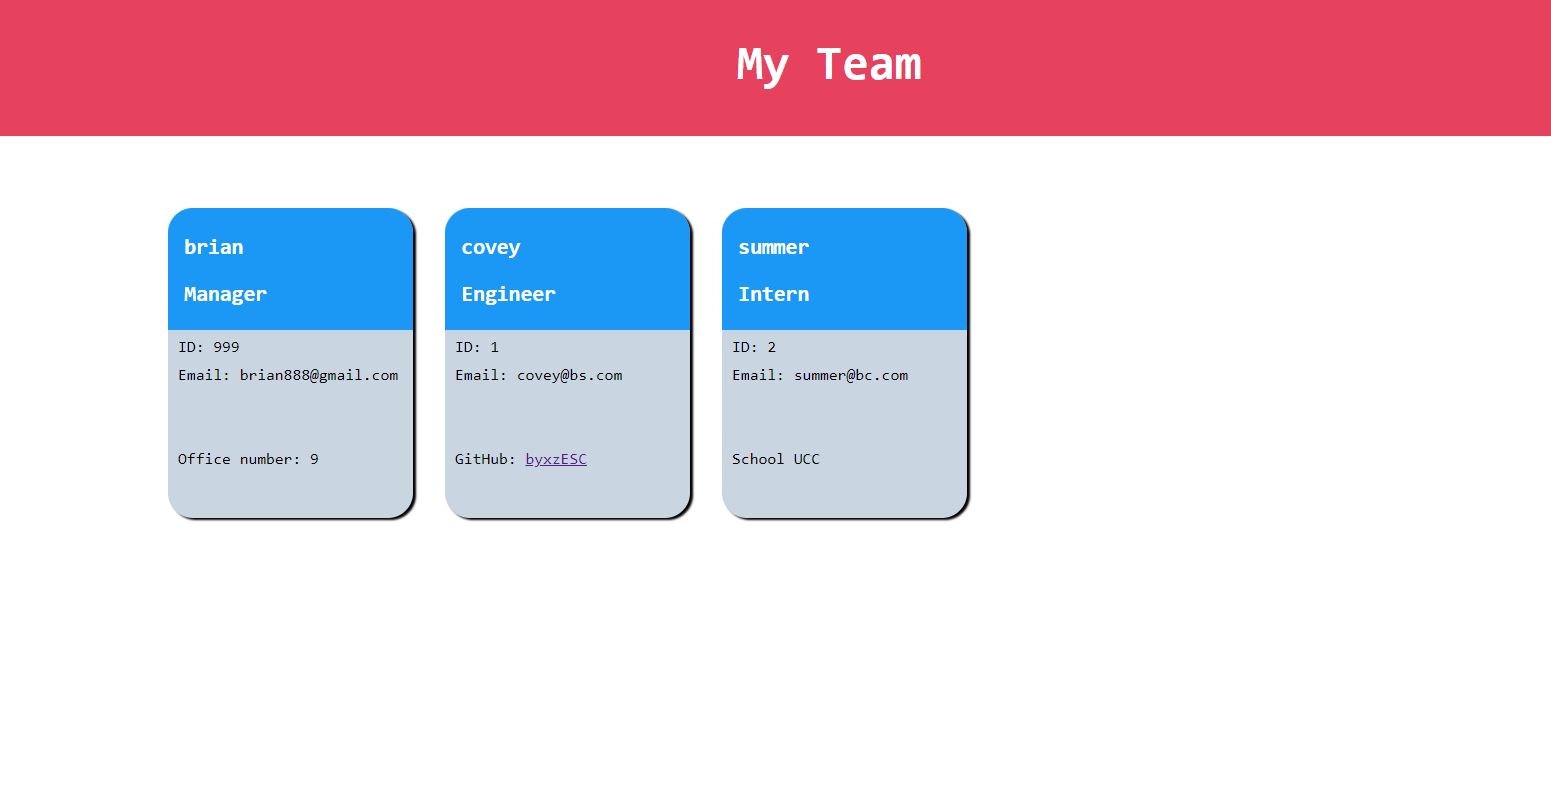 My Team
brian
Manager
ID: 999
Email: brian888@gmail.com
Office number: 9
covey
Engineer
ID: 1
Email: covey@bs.com
GitHub: byxzESC
summer
Intern
ID: 2
Email: summer@bc.com
School UCC